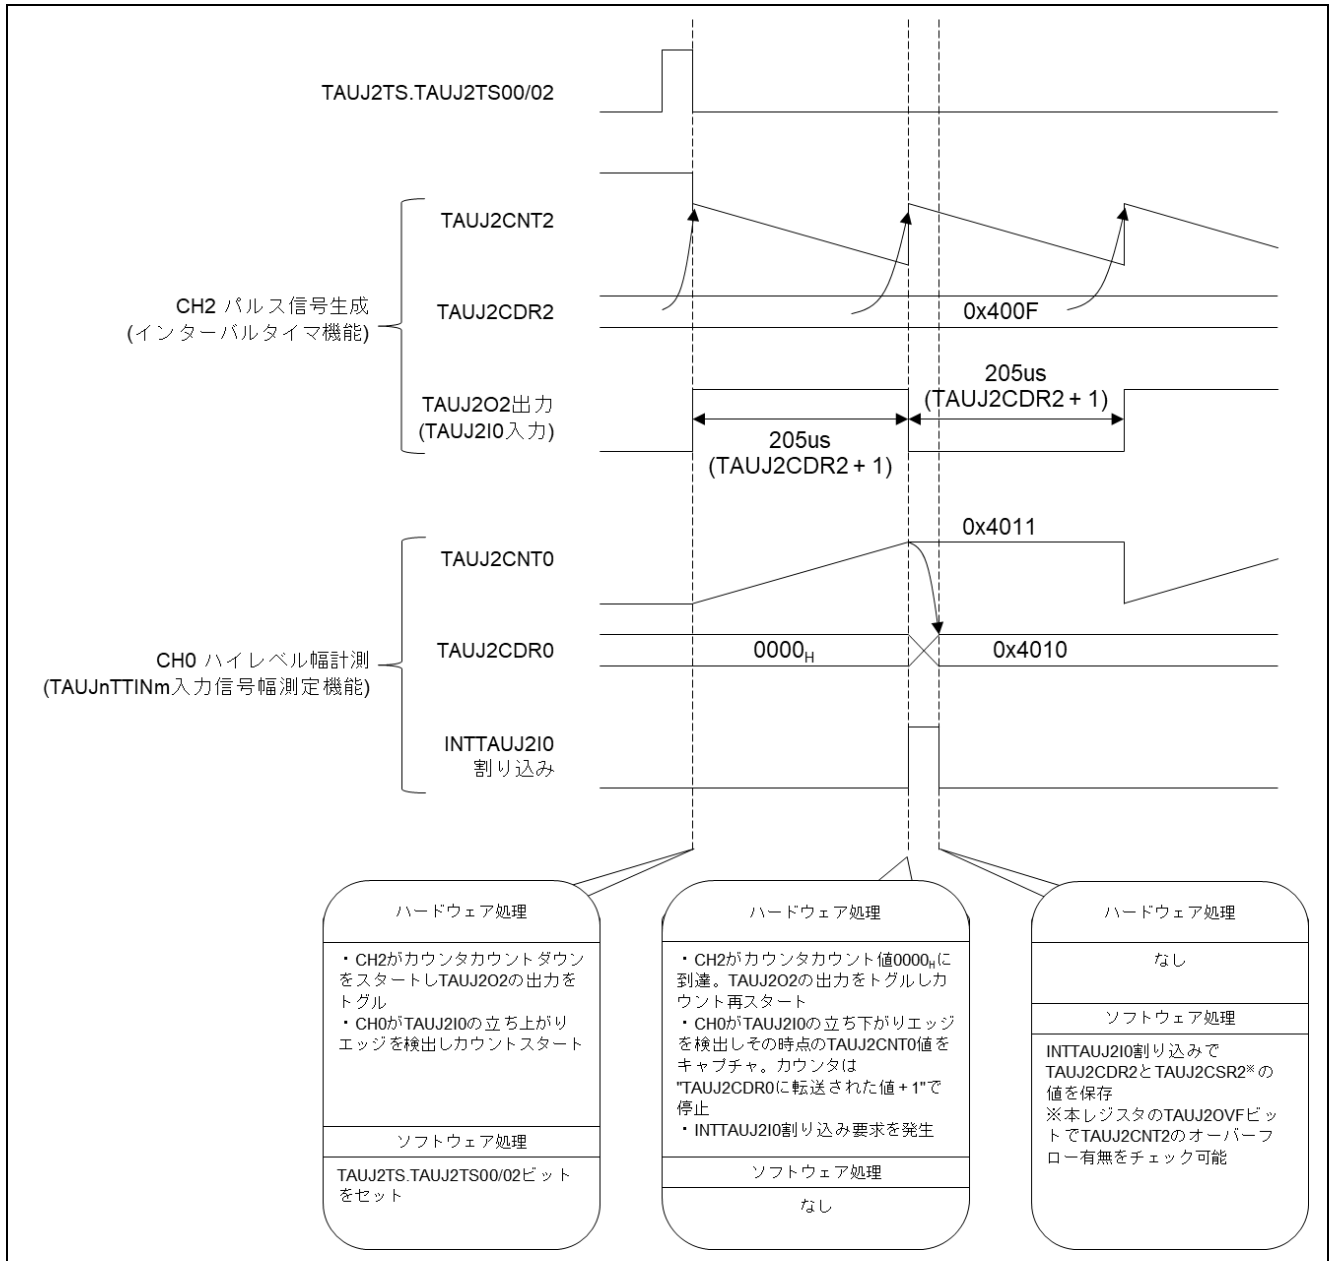 TAUJ2TS.TAUJ2TS00/02
TAUJ2CNT2
CH2 パルス信号生成
(インターバルタイマ機能)
TAUJ2CDR2
0x400F
TAUJ2O2出力
(TAUJ2I0入力)
205us
(TAUJ2CDR2 + 1)
205us
(TAUJ2CDR2 + 1)
0x4011
TAUJ2CNT0
CH0 ハイレベル幅計測
(TAUJnTTINm入力信号幅測定機能)
TAUJ2CDR0
0000H
0x4010
INTTAUJ2I0
割り込み
ハードウェア処理
・CH2がカウンタカウントダウン
をスタートしTAUJ2O2の出力を
トグル
・CH0がTAUJ2I0の立ち上がり
エッジを検出しカウントスタート
ソフトウェア処理
TAUJ2TS.TAUJ2TS00/02ビット
をセット
ハードウェア処理
・CH2がカウンタカウント値0000Hに
到達。TAUJ2O2の出力をトグルしカ
ウント再スタート
・CH0がTAUJ2I0の立ち下がりエッジ
を検出しその時点のTAUJ2CNT0値を
キャプチャ。カウンタは
"TAUJ2CDR0に転送された値 + 1"で
停止
・INTTAUJ2I0割り込み要求を発生
ソフトウェア処理
なし
ハードウェア処理
なし
ソフトウェア処理
INTTAUJ2I0割り込みで
TAUJ2CDR2とTAUJ2CSR2※の
値を保存
※本レジスタのTAUJ2OVFビッ
トでTAUJ2CNT2のオーバーフ
ロー有無をチェック可能